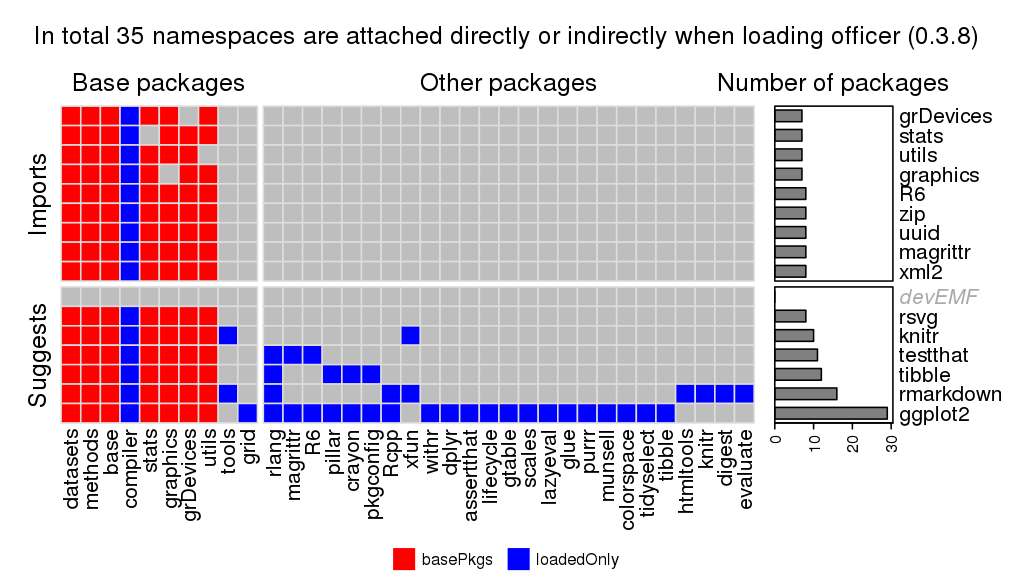 In total 35 namespaces are attached directly or indirectly when loading officer (0.3.8)
Base packages
Other packages
Number of packages
Imports
Suggests
grDevices
stats
utils
graphics
R6
zip
uuid
magrittr
xml2
devEMF
rsvg
knitr
testthat
tibble
rmarkdown
ggplot2
0
10
20
30
datasets
methods
base
compiler
stats
graphics
grDevices
utils
tools
grid
rlang
magrittr
R6
pillar
crayon
pkgconfig
Rcpp
xfun
withr
dplyr
assertthat
lifecycle
gtable
scales
lazyeval
glue
purrr
munsell
colorspace
tidyselect
tibble
htmltools
knitr
digest
evaluate
basePkgs
loadedOnly